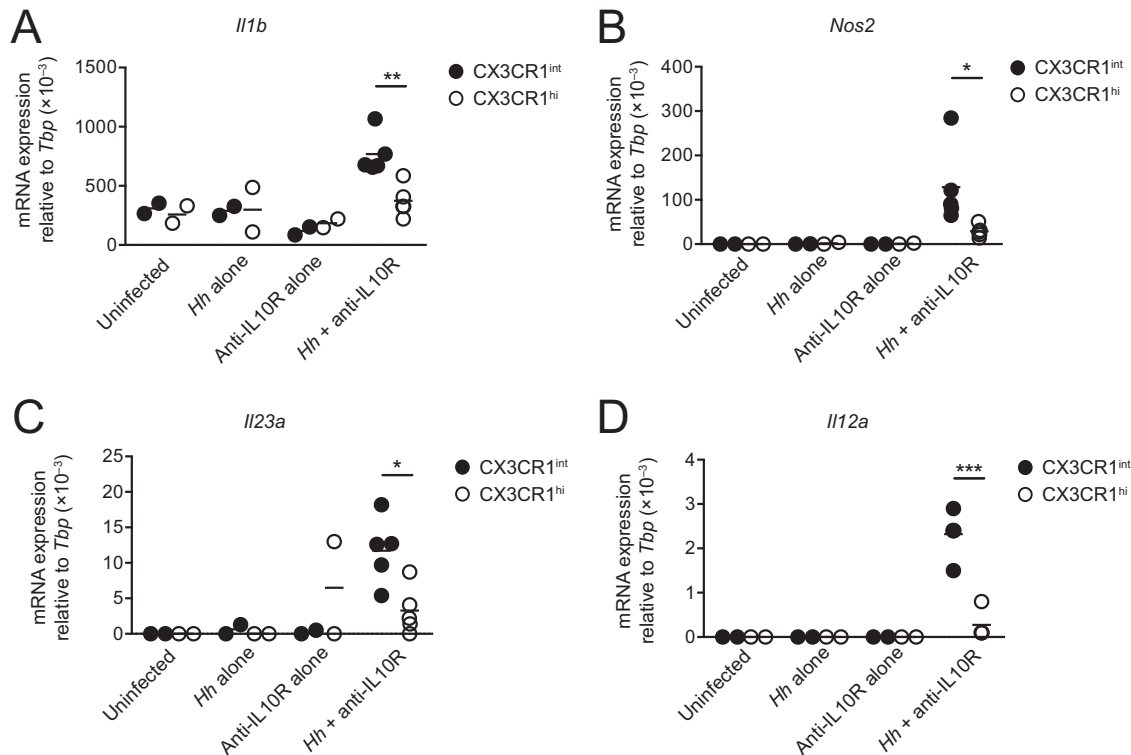 A
Il1b
mRNA expression
relative to Tbp (×10⁻³)
1500
1000
500
0
**
CX3CR1ⁱⁿᵗ
CX3CR1ʰⁱ
Uninfected
Hh alone
Anti-IL10R alone
Hh + anti-IL10R
B
Nos2
mRNA expression
relative to Tbp (×10⁻³)
400
300
200
100
0
*
CX3CR1ⁱⁿᵗ
CX3CR1ʰⁱ
Uninfected
Hh alone
Anti-IL10R alone
Hh + anti-IL10R
C
Il23a
mRNA expression
relative to Tbp (×10⁻³)
25
20
15
10
5
0
*
CX3CR1ⁱⁿᵗ
CX3CR1ʰⁱ
Uninfected
Hh alone
Anti-IL10R alone
Hh + anti-IL10R
D
Il12a
mRNA expression
relative to Tbp (×10⁻³)
4
3
2
1
0
***
CX3CR1ⁱⁿᵗ
CX3CR1ʰⁱ
Uninfected
Hh alone
Anti-IL10R alone
Hh + anti-IL10R